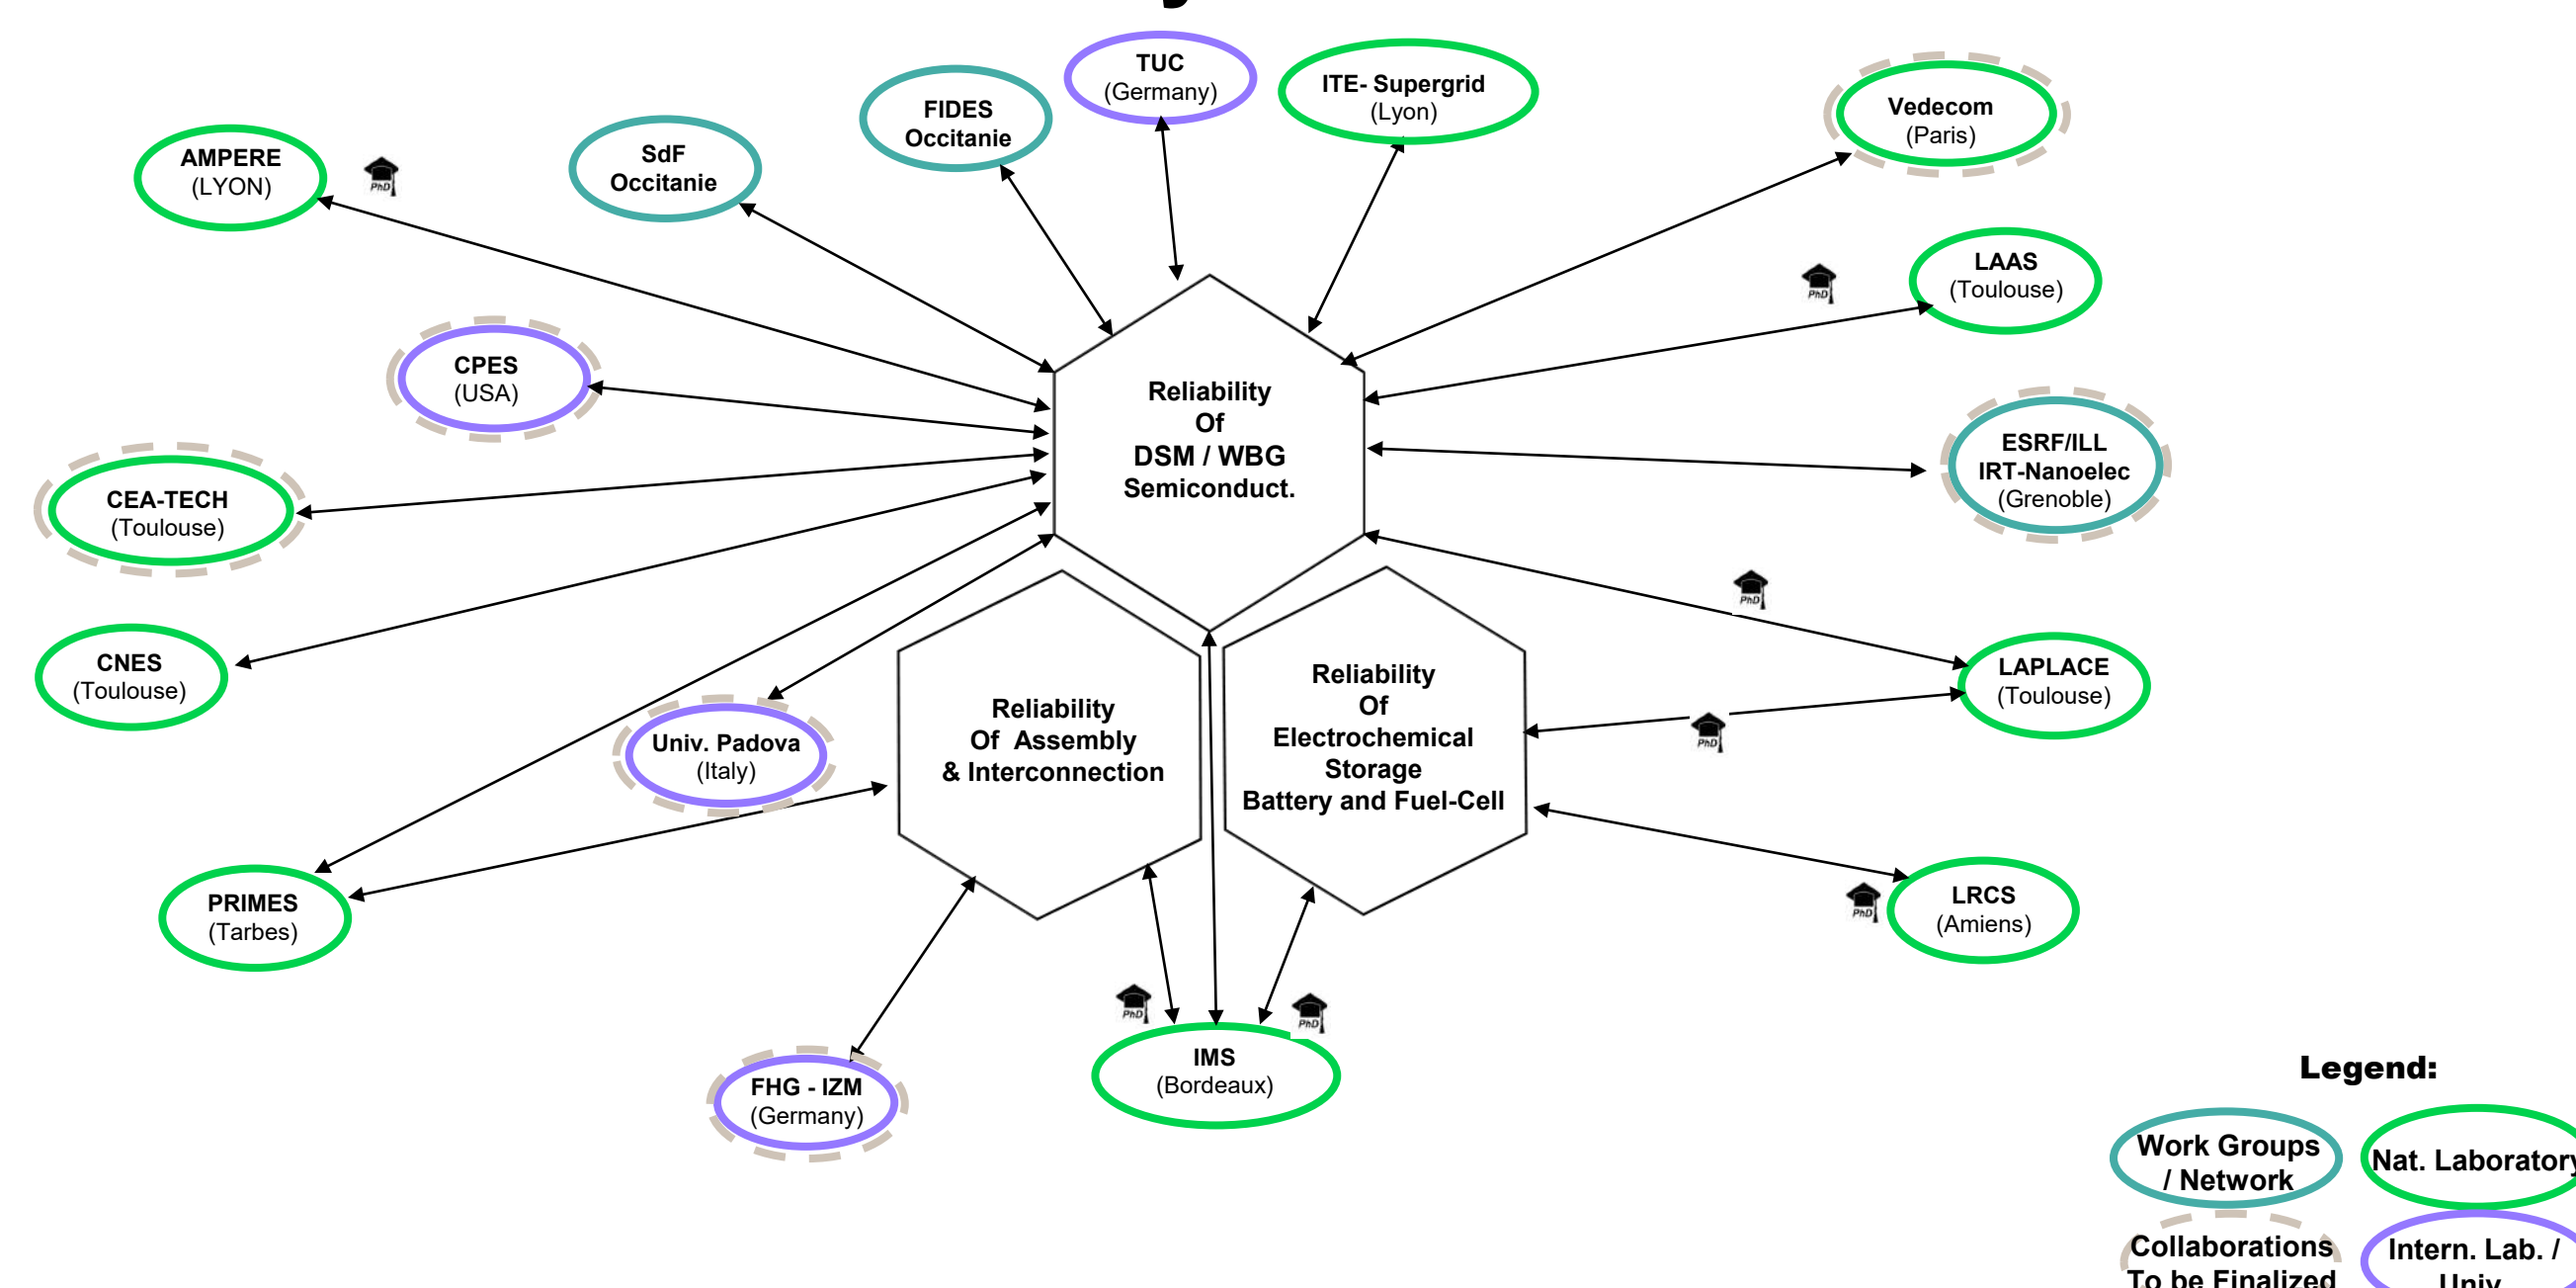 TUC
(Germany)
ITE- Supergrid
(Lyon)
FIDES
Occitanie
Vedecom
(Paris)
AMPERE
(LYON)
PhD
SdF
Occitanie
LAAS
(Toulouse)
PhD
CPES
(USA)
Reliability
Of
DSM / WBG
Semiconduct.
ESRF/ILL
IRT-Nanoelec
(Grenoble)
CEA-TECH
(Toulouse)
PhD
CNES
(Toulouse)
LAPLACE
(Toulouse)
PhD
Univ. Padova
(Italy)
Reliability
Of Assembly
& Interconnection
Reliability
Of
Electrochemical
Storage
Battery and Fuel-Cell
PRIMES
(Tarbes)
PhD
LRCS
(Amiens)
PhD
PhD
IMS
(Bordeaux)
FHG - IZM
(Germany)
Legend:
Work Groups
/ Network
Nat. Laboratory
Collaborations
To be Finalized
Intern. Lab. /
Univ.